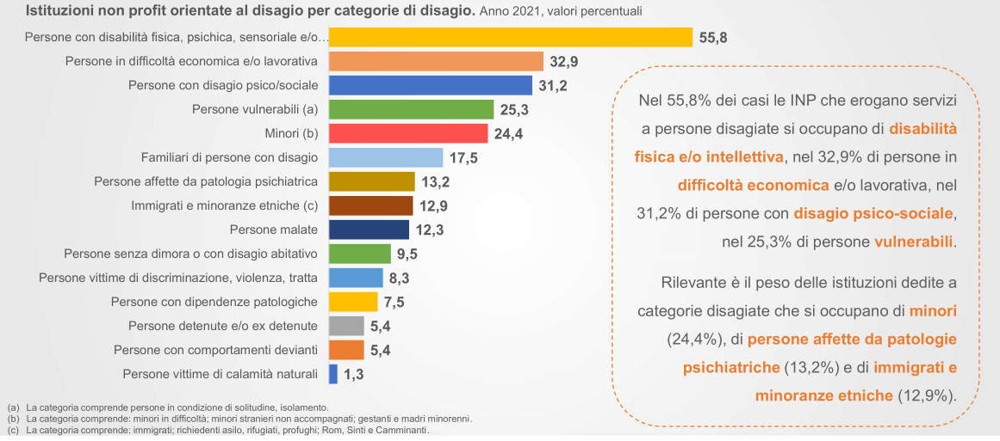 Istituzioni non profit orientate al disagio per categorie di disagio. Anno 2021, valori percentuali
Persone con disabilità fisica, psichica, sensoriale e/o… 55,8
Persone in difficoltà economica e/o lavorativa 32,9
Persone con disagio psico/sociale 31,2
Persone vulnerabili (a) 25,3
Minori (b) 24,4
Familiari di persone con disagio 17,5
Persone affette da patologia psichiatrica 13,2
Immigrati e minoranze etniche (c) 12,9
Persone malate 12,3
Persone senza dimora o con disagio abitativo 9,5
Persone vittime di discriminazione, violenza, tratta 8,3
Persone con dipendenze patologiche 7,5
Persone detenute e/o ex detenute 5,4
Persone con comportamenti devianti 5,4
Persone vittime di calamità naturali 1,3
Nel 55,8% dei casi le INP che erogano servizi
a persone disagiate si occupano di disabilità
fisica e/o intellettiva, nel 32,9% di persone in
difficoltà economica e/o lavorativa, nel
31,2% di persone con disagio psico-sociale,
nel 25,3% di persone vulnerabili.
Rilevante è il peso delle istituzioni dedite a
categorie disagiate che si occupano di minori
(24,4%), di persone affette da patologie
psichiatriche (13,2%) e di immigrati e
minoranze etniche (12,9%).
(a) La categoria comprende persone in condizione di solitudine, isolamento.
(b) La categoria comprende: minori in difficoltà; minori stranieri non accompagnati; gestanti e madri minorenni.
(c) La categoria comprende: immigrati; richiedenti asilo, rifugiati, profughi; Rom, Sinti e Camminanti.